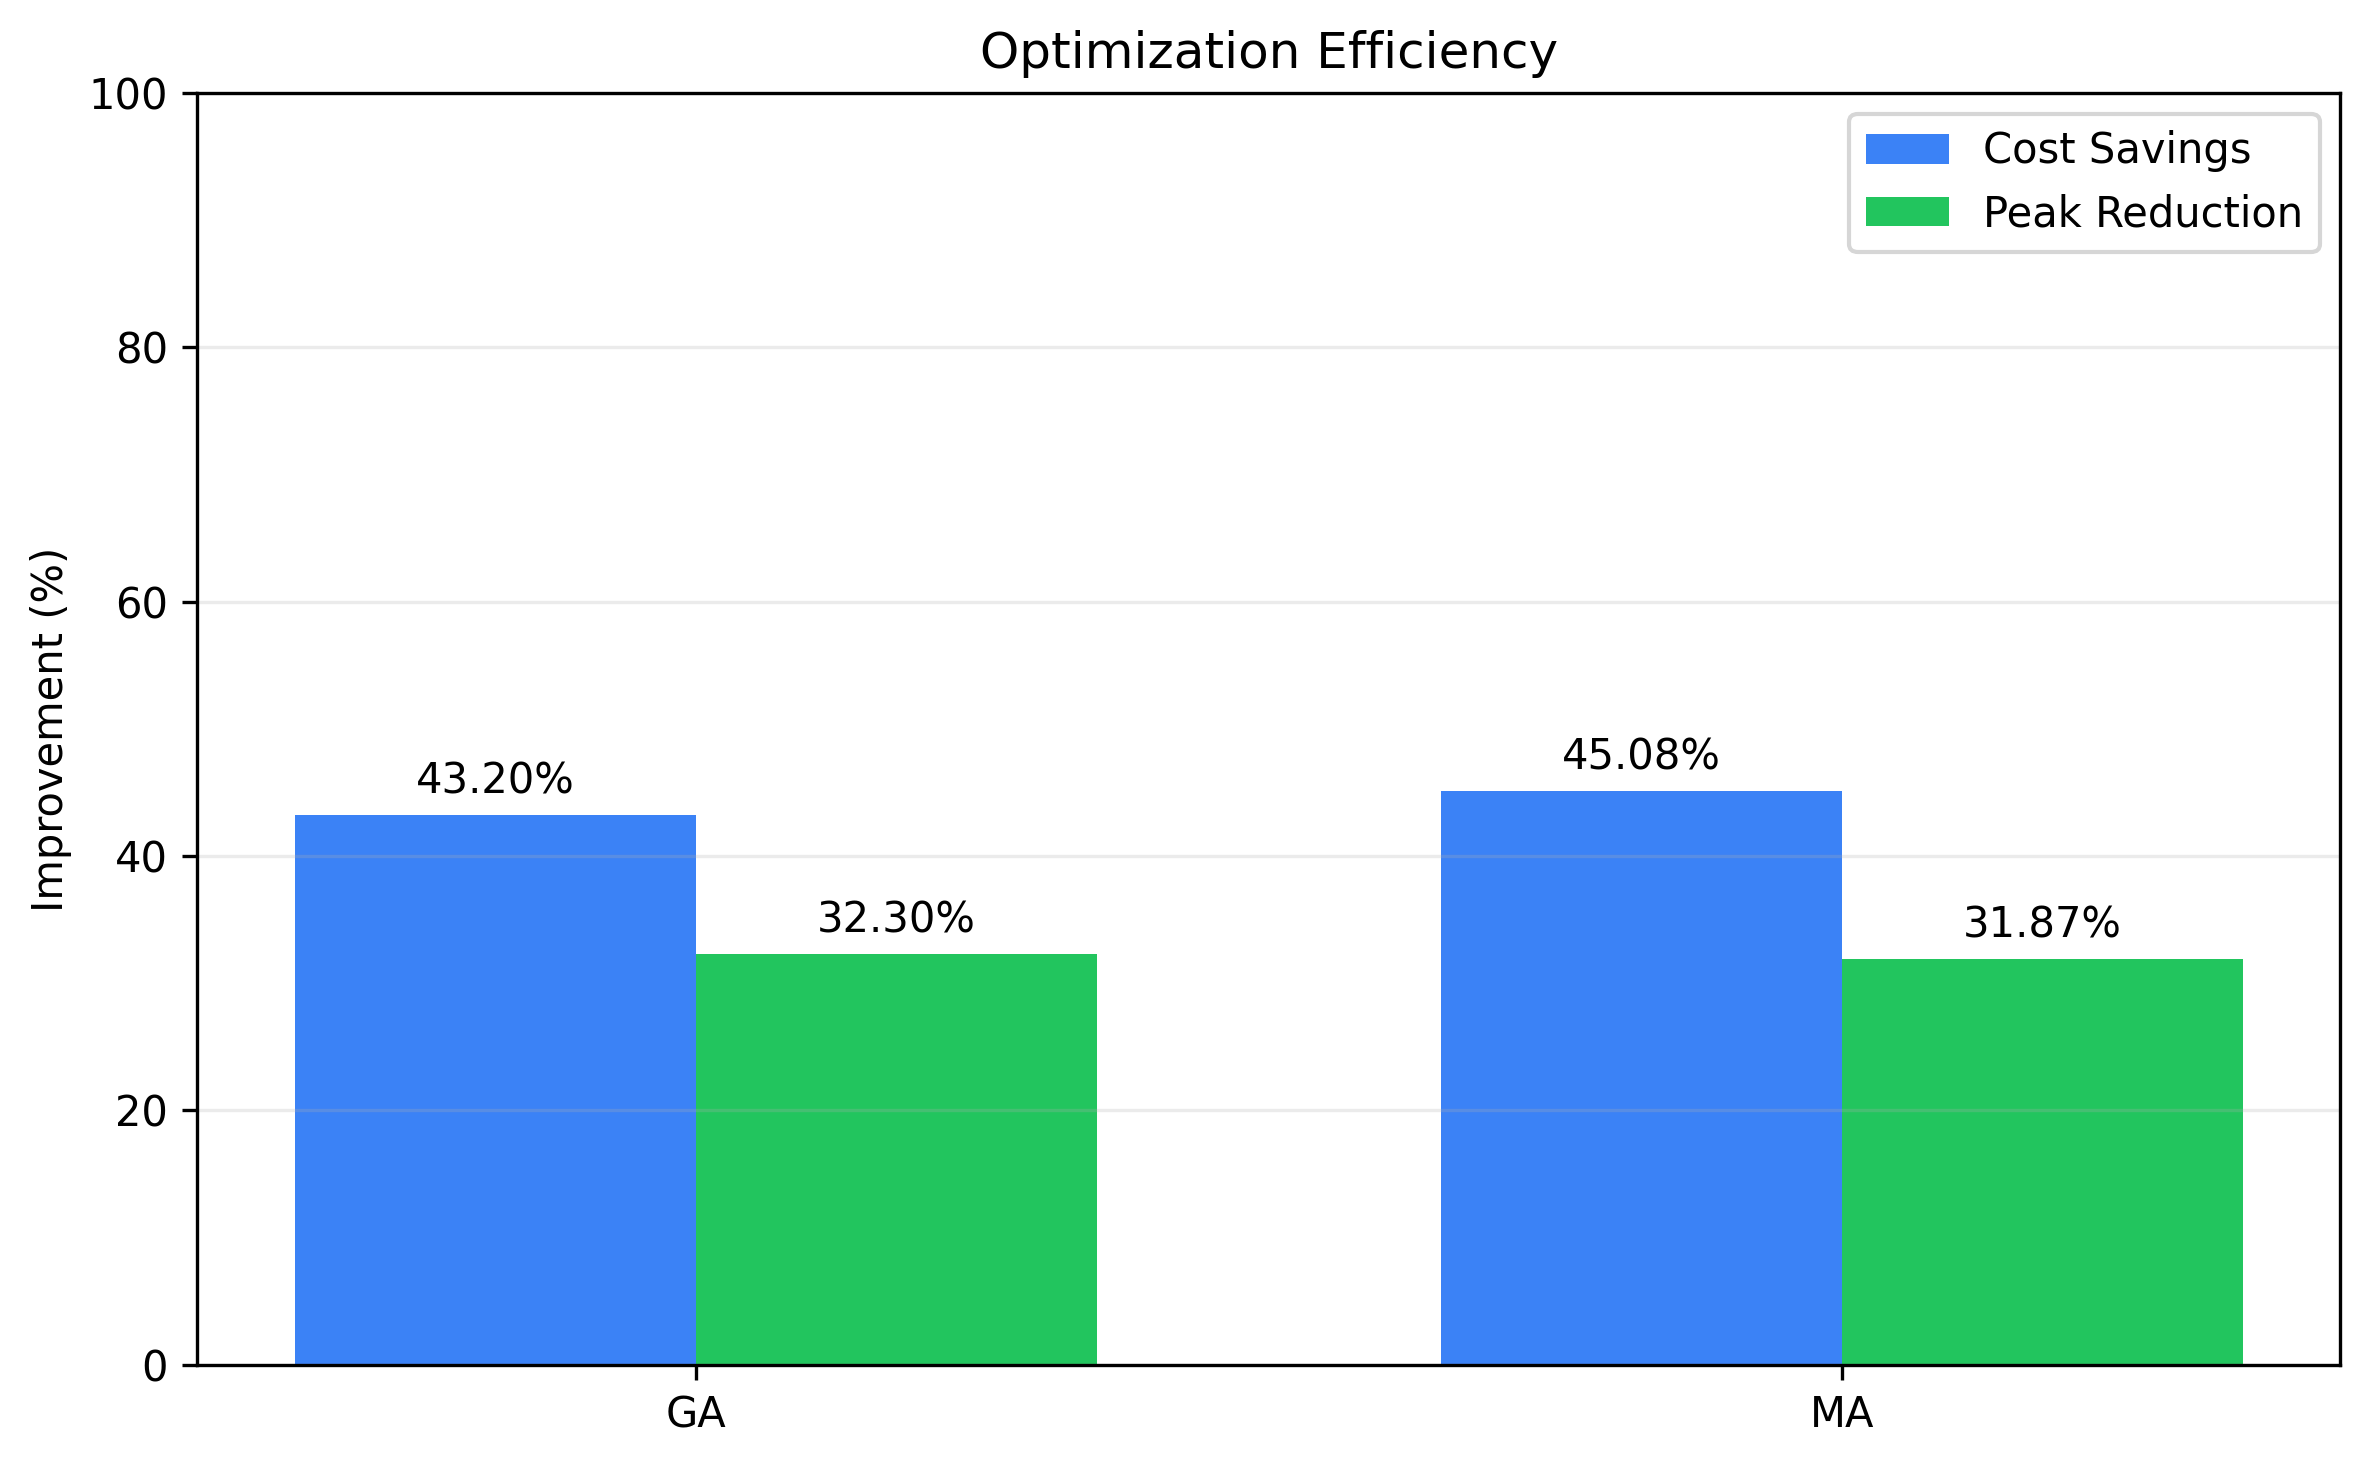 Optimization Efficiency
Cost Savings
Peak Reduction
Improvement (%)
100
80
60
40
20
0
43.20%
32.30%
45.08%
31.87%
GA
MA